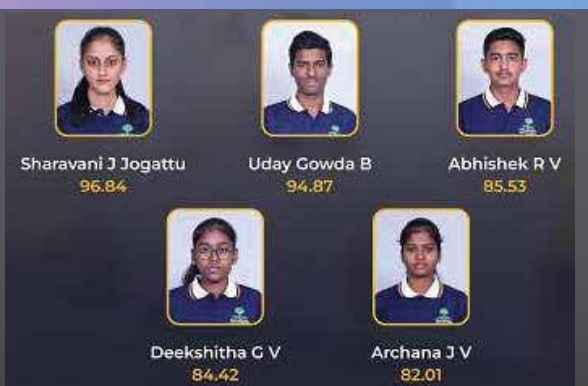 Sharavani J Jogattu
96.84
Uday Gowda B
94.87
Abhishek R V
85.53
Deekshitha G V
84.42
Archana J V
82.01